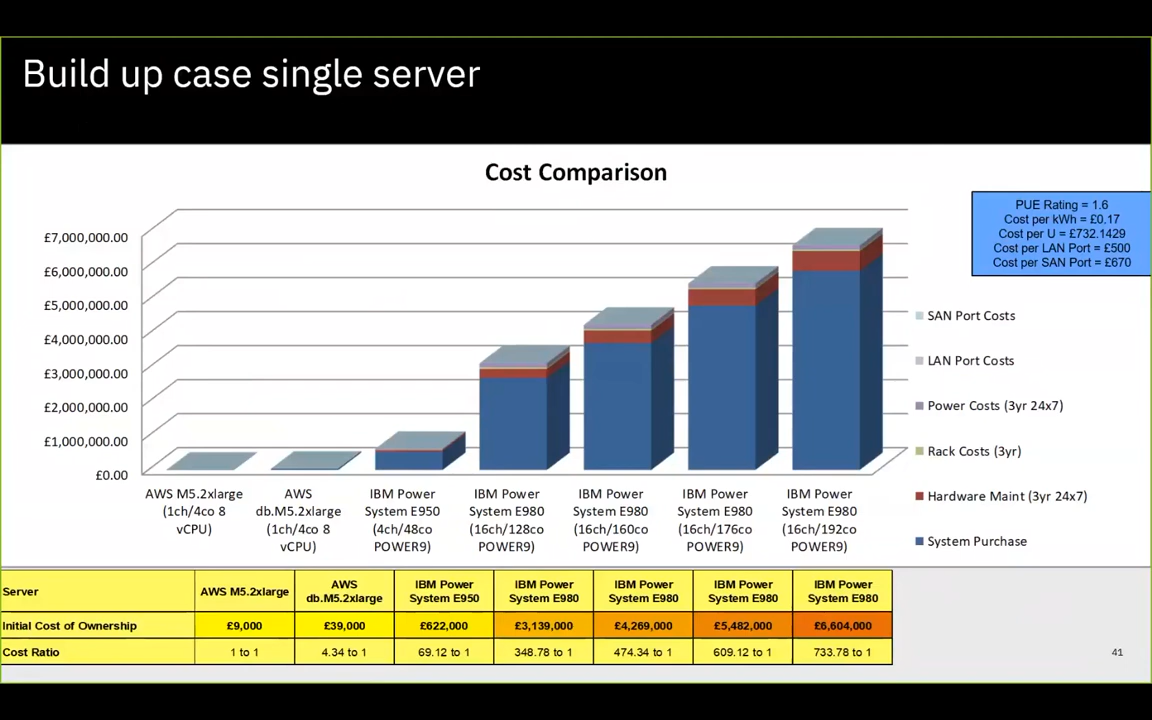 Build up case single server
Cost Comparison
PUE Rating = 1.6
Cost per kWh = £0.17
Cost per U = £732.1429
Cost per LAN Port = £500
Cost per SAN Port = £670
£7,000,000.00
£6,000,000.00
£5,000,000.00
£4,000,000.00
£3,000,000.00
£2,000,000.00
£1,000,000.00
£0.00
AWS M5.2xlarge
(1ch/4co 8
vCPU)
AWS
db.M5.2xlarge
(1ch/4co 8
vCPU)
IBM Power
System E950
(4ch/48co
POWER9)
IBM Power
System E980
(16ch/128co
POWER9)
IBM Power
System E980
(16ch/160co
POWER9)
IBM Power
System E980
(16ch/176co
POWER9)
IBM Power
System E980
(16ch/192co
POWER9)
SAN Port Costs
LAN Port Costs
Power Costs (3yr 24x7)
Rack Costs (3yr)
Hardware Maint (3yr 24x7)
System Purchase
Server
AWS M5.2xlarge
AWS
db.M5.2xlarge
IBM Power
System E950
IBM Power
System E980
IBM Power
System E980
IBM Power
System E980
IBM Power
System E980
Initial Cost of Ownership £9,000 £39,000 £622,000 £3,139,000 £4,269,000 £5,482,000 £6,604,000
Cost Ratio 1 to 1 4.34 to 1 69.12 to 1 348.78 to 1 474.34 to 1 609.12 to 1 733.78 to 1
41